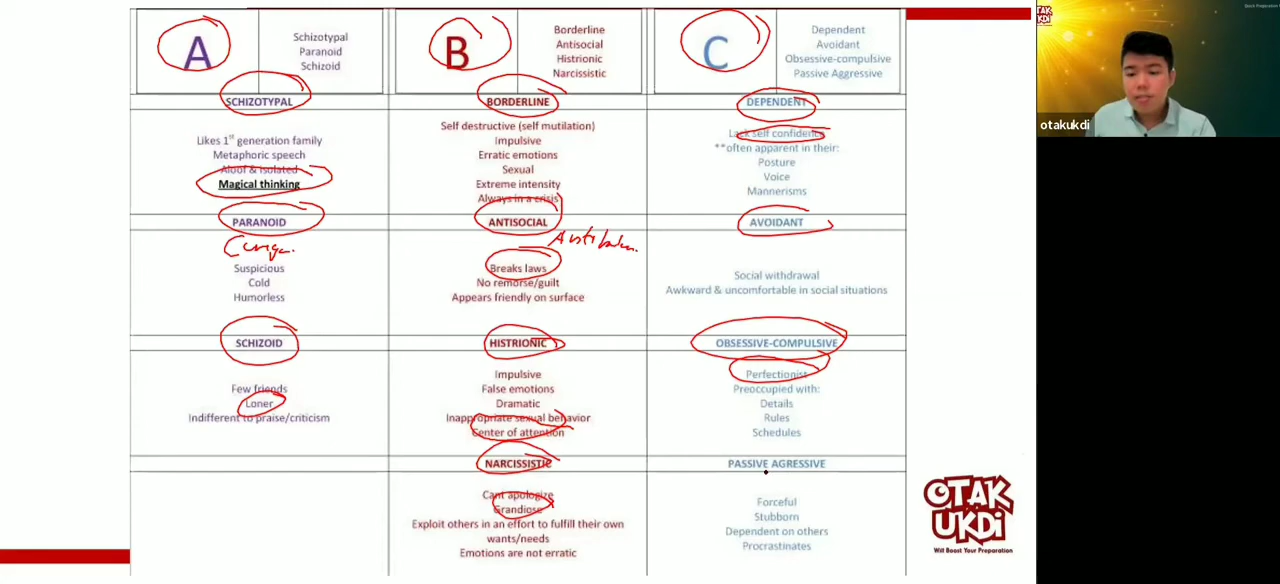 A
Schizotypal
Paranoid
Schizoid
B
Borderline
Antisocial
Histrionic
Narcissistic
C
Dependent
Avoidant
Obsessive-compulsive
Passive Aggressive
SCHIZOTYPAL
Likes 1st generation family
Metaphoric speech
Aloof & isolated
Magical thinking
BORDERLINE
Self destructive (self mutilation)
Impulsive
Erratic emotions
Sexual
Extreme intensity
Always in a crisis
DEPENDENT
Lack self confidence
**often apparent in their:
Posture
Voice
Mannerisms
PARANOID
Suspicious
Cold
Humorless
ANTISOCIAL
Breaks laws
No remorse/guilt
Appears friendly on surface
AVOIDANT
Social withdrawal
Awkward & uncomfortable in social situations
SCHIZOID
Few friends
Loner
Indifferent to praise/criticism
HISTRIONIC
Impulsive
False emotions
Dramatic
Inappropriate sexual behavior
Center of attention
OBSESSIVE-COMPULSIVE
Perfectionist
Preoccupied with:
Details
Rules
Schedules
NARCISSISTIC
Cant apologize
Grandiose
Exploit others in an effort to fulfill their own
wants/needs
Emotions are not erratic
PASSIVE AGRESSIVE
Forceful
Stubborn
Dependent on others
Procrastinates
OTAK
UKDI
Will Boost Your Preparation
OTAK
UKDI
otakukdi